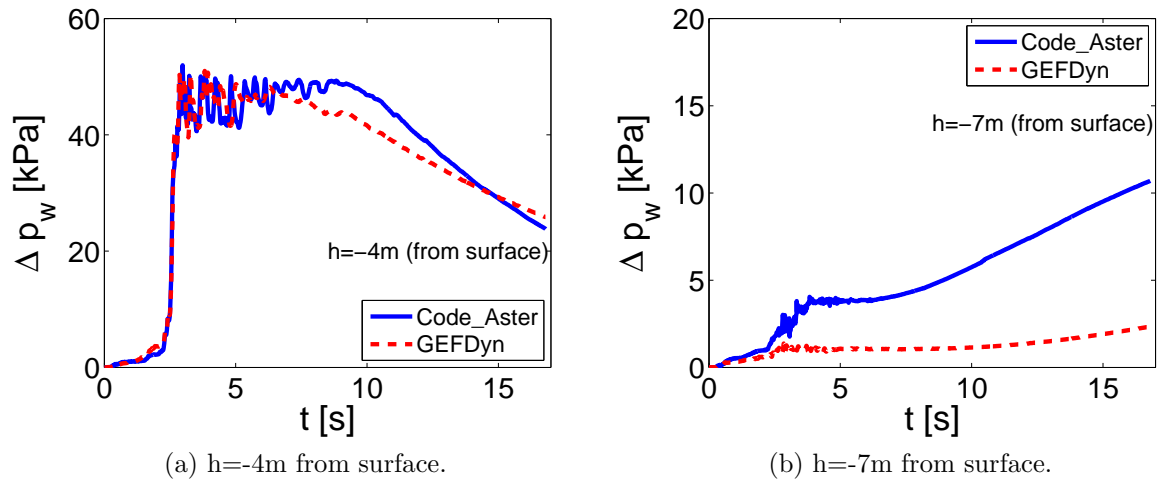 60
40
20
0
0
5
10
15
Δ p_w [kPa]
t [s]
h=−4m (from surface)
Code_Aster
GEFDyn
(a) h=-4m from surface.
20
15
10
5
0
0
5
10
15
Δ p_w [kPa]
t [s]
Code_Aster
GEFDyn
h=−7m (from surface)
(b) h=-7m from surface.